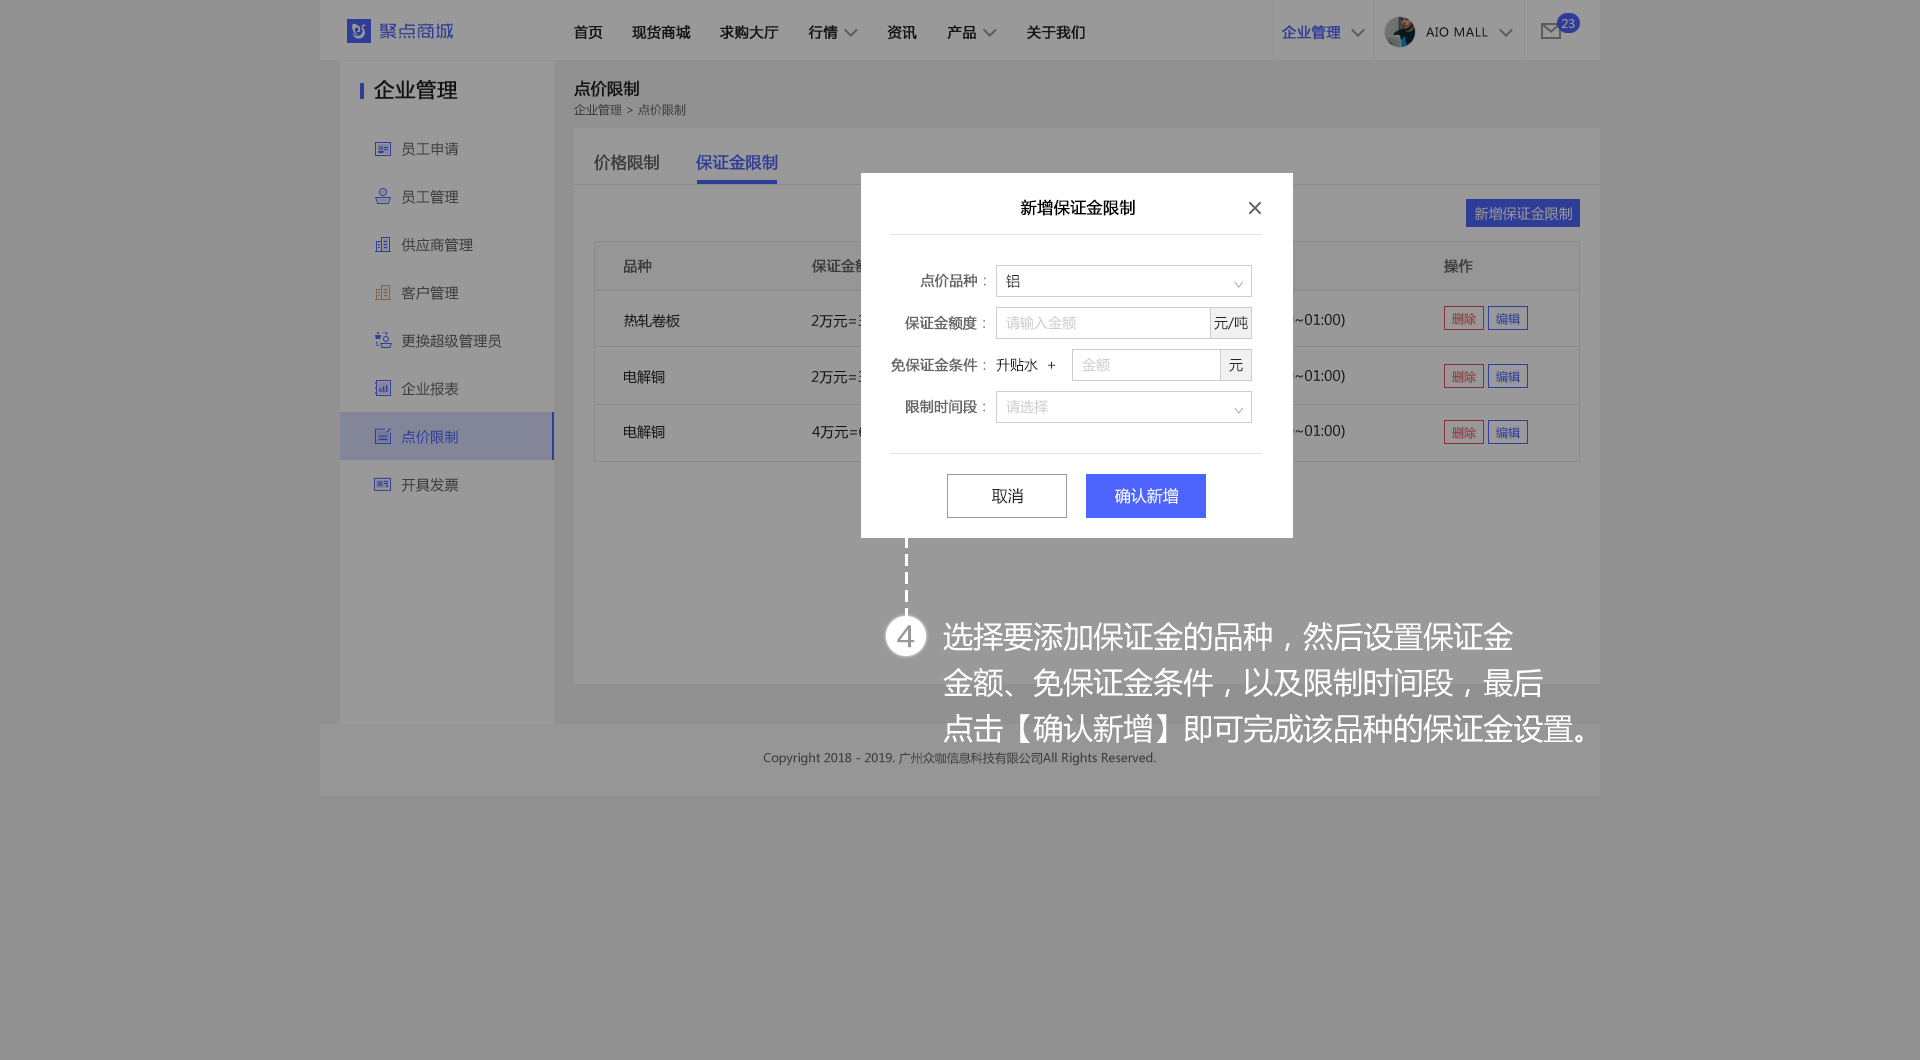 聚点商城
首页 现货商城 求购大厅 行情 资讯 产品 关于我们
企业管理 AIO MALL 23
企业管理
员工申请
员工管理
供应商管理
客户管理
更换超级管理员
企业报表
点价限制
开具发票
点价限制
企业管理 > 点价限制
价格限制 保证金限制
新增保证金限制
品种 保证金 操作
热轧卷板 2万元= ~01:00) 删除 编辑
电解铜 2万元= ~01:00) 删除 编辑
电解铜 4万元= ~01:00) 删除 编辑
新增保证金限制
点价品种 : 铝
保证金额度 : 请输入金额 元/吨
免保证金条件 : 升贴水 + 金额 元
限制时间段 : 请选择
取消 确认新增
4 选择要添加保证金的品种，然后设置保证金
金额、免保证金条件，以及限制时间段，最后
点击【确认新增】即可完成该品种的保证金设置。
Copyright 2018 - 2019. 广州众咖信息科技有限公司All Rights Reserved.